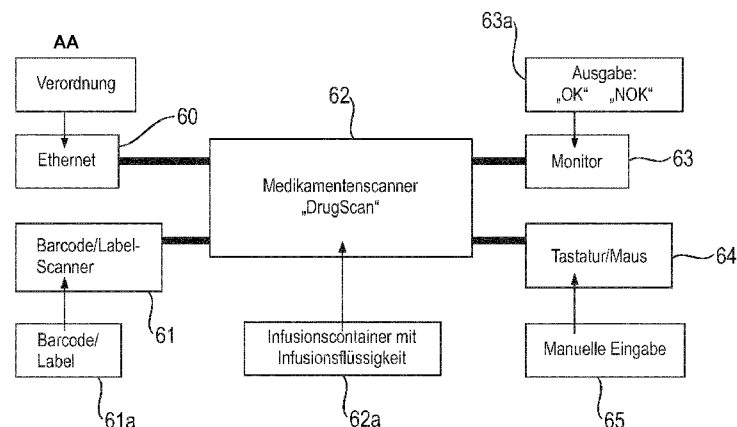 AA
63a
Verordnung
Ausgabe:
„OK“ „NOK“
60
62
Ethernet
Medikamentenscanner
„DrugScan“
Monitor
63
Barcode/Label-
Scanner
Tastatur/Maus
64
61
Barcode/
Label
Infusionscontainer mit
Infusionsflüssigkeit
Manuelle Eingabe
61a
62a
65